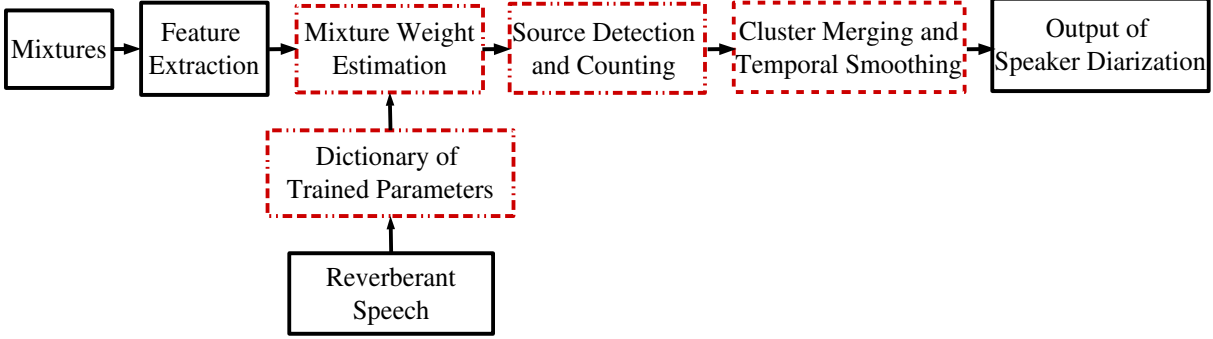 Mixtures
Feature
Extraction
Mixture Weight
Estimation
Source Detection
and Counting
Cluster Merging and
Temporal Smoothing
Output of
Speaker Diarization
Dictionary of
Trained Parameters
Reverberant
Speech